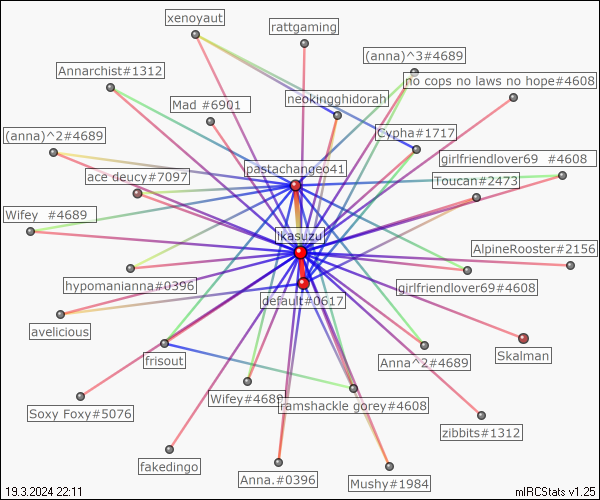 xenoyaut
rattgaming
(anna)^3#4689
Annarchist#1312
no cops no laws no hope#4608
Mad #6901
neokingghidorah
Cypha#1717
(anna)^2#4689
pastachange041
girlfriendlover69 #4608
ace deucy#7097
Toucan#2473
Wifey #4689
ikasuzu
AlpineRooster#2156
hypomanianna#0396
girlfriendlover69#4608
default#0617
avelicious
frisout
Anna^2#4689
Skalman
Wifey#4689
ramshackle gorey#4608
Soxy Foxy#5076
zibbits#1312
fakedingo
Anna.#0396
Mushy#1984
19.3.2024 22:11
mIRCStats v1.25